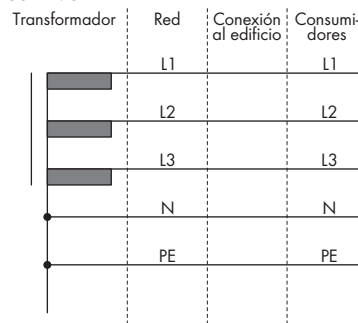 Transformador Red Conexión al edificio Consumi-dores
L1 L1
L2 L2
L3 L3
N N
PE PE